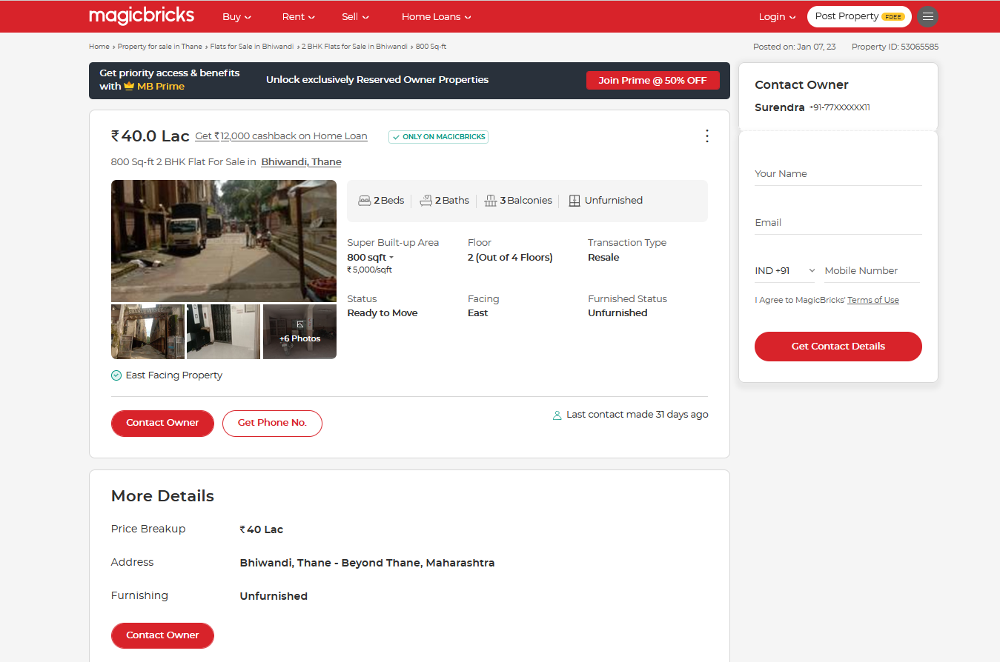 magicbricks
Buy
Rent
Sell
Home Loans
Login
Post Property FREE
Home › Property for sale in Thane › Flats for Sale in Bhiwandi › 2 BHK Flats for Sale in Bhiwandi › 800 Sq-ft
Posted on: Jan 07, 23
Property ID: 53065585
Get priority access & benefits
with MB Prime
Unlock exclusively Reserved Owner Properties
Join Prime @ 50% OFF
₹40.0 Lac
Get ₹12,000 cashback on Home Loan
ONLY ON MAGICBRICKS
800 Sq-ft 2 BHK Flat For Sale in Bhiwandi, Thane
2 Beds
2 Baths
3 Balconies
Unfurnished
Super Built-up Area
800 sqft
₹5,000/sqft
Floor
2 (Out of 4 Floors)
Transaction Type
Resale
Status
Ready to Move
Facing
East
Furnished Status
Unfurnished
+6 Photos
East Facing Property
Contact Owner
Get Phone No.
Last contact made 31 days ago
More Details
Price Breakup
₹40 Lac
Address
Bhiwandi, Thane - Beyond Thane, Maharashtra
Furnishing
Unfurnished
Contact Owner
Contact Owner
Surendra +91-77XXXXXX11
Your Name
Email
IND +91
Mobile Number
I Agree to MagicBricks' Terms of Use
Get Contact Details